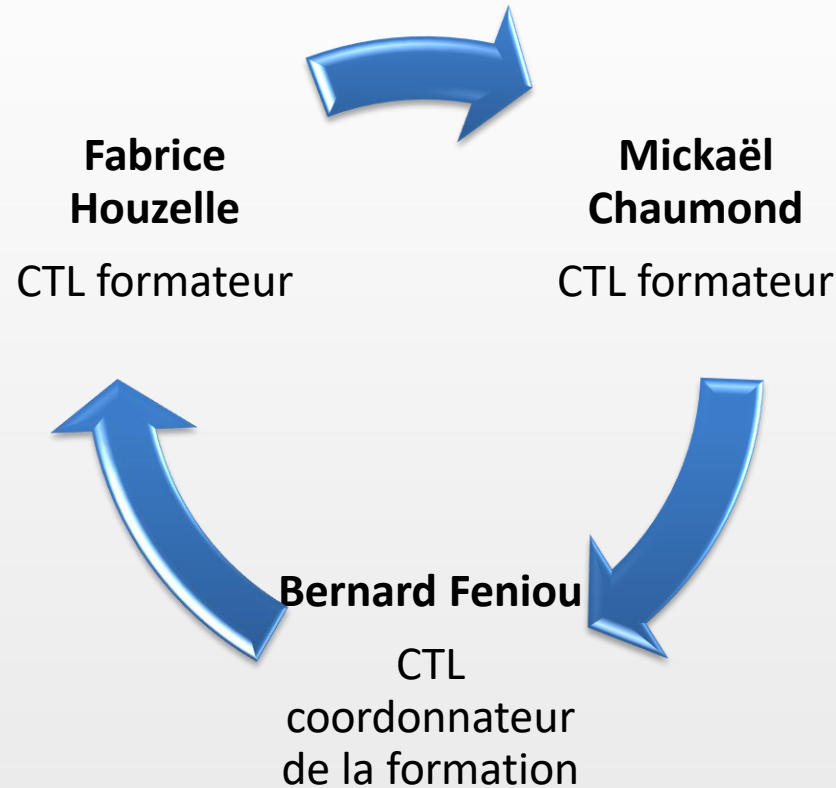 Fabrice
Houzelle
CTL formateur
Mickaël
Chaumond
CTL formateur
Bernard Feniou
CTL
coordonnateur
de la formation